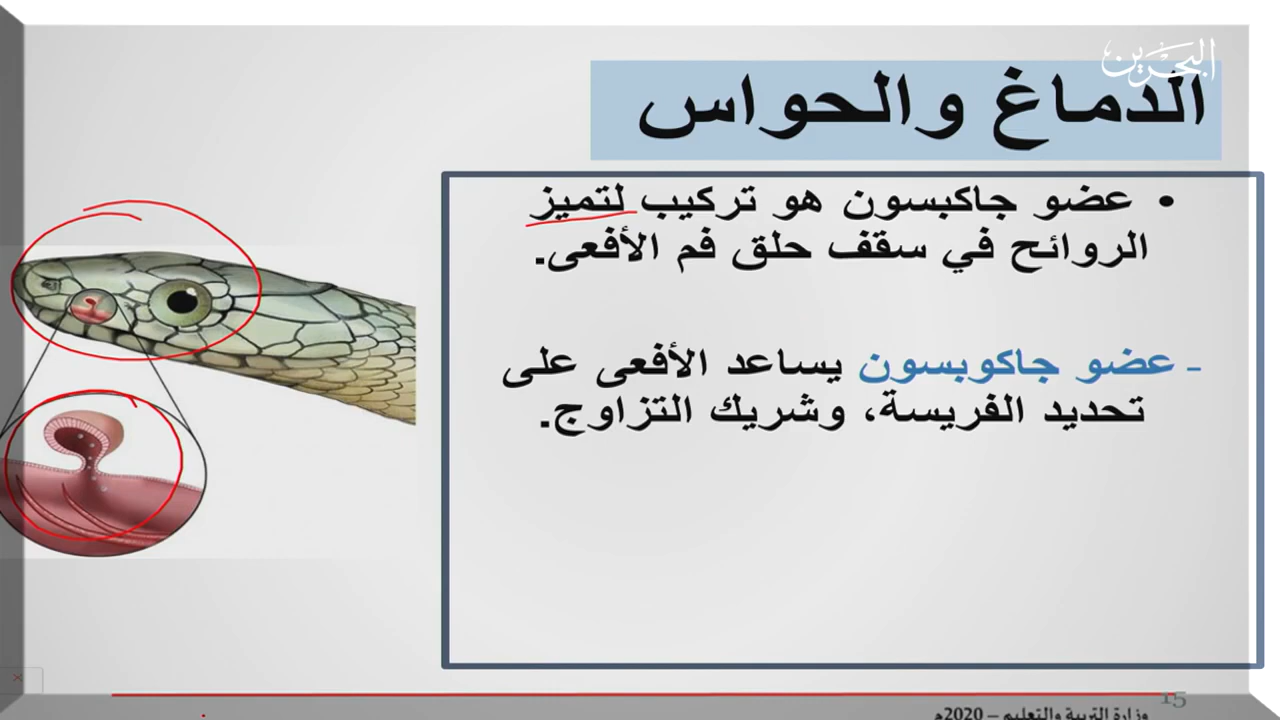 البحرين
الدماغ والحواس
• عضو جاكبسون هو تركيب لتميز
الروائح في سقف حلق فم الأفعى.
- عضو جاكوبسون يساعد الأفعى على
تحديد الفريسة، وشريك التزاوج.
15
وزارة التربية والتعليم – 2020م